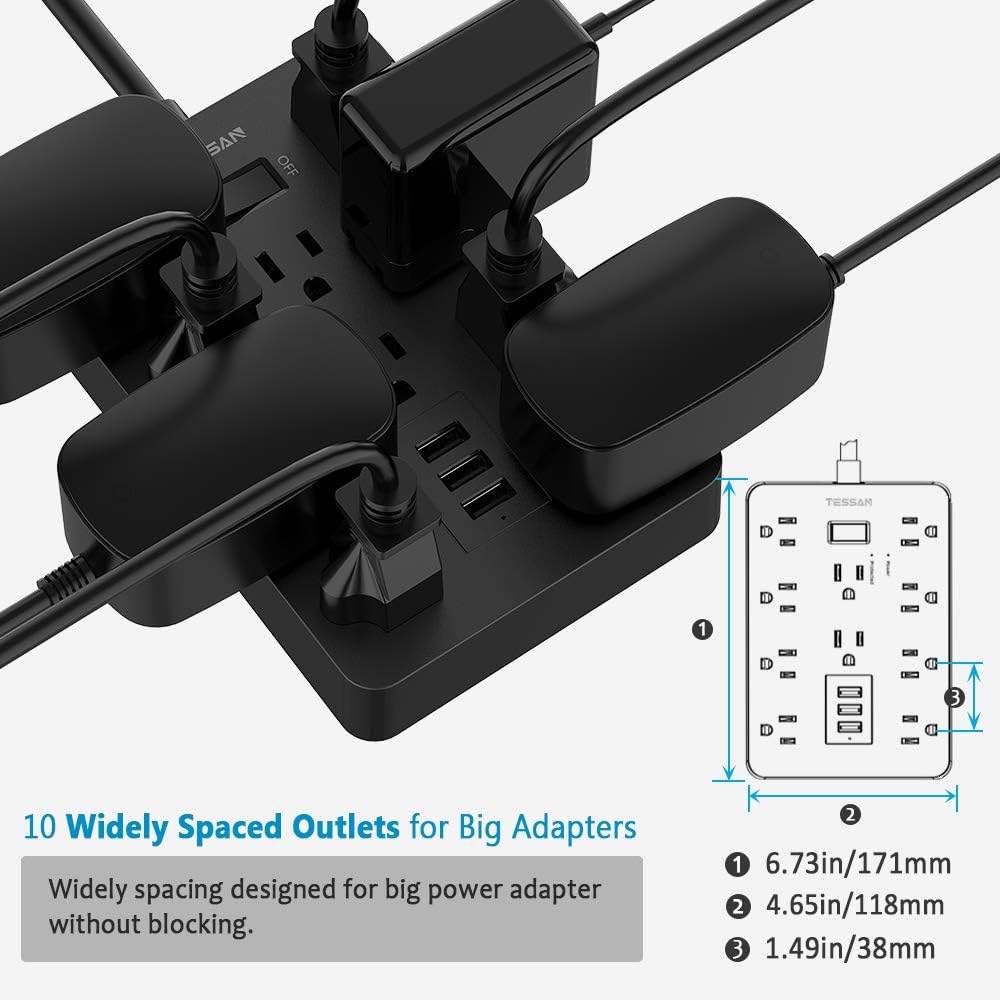 SAN
OFF
TESSAN
Protected
Power
1
3
2
10 Widely Spaced Outlets for Big Adapters
Widely spacing designed for big power adapter
without blocking.
1 6.73in/171mm
2 4.65in/118mm
3 1.49in/38mm